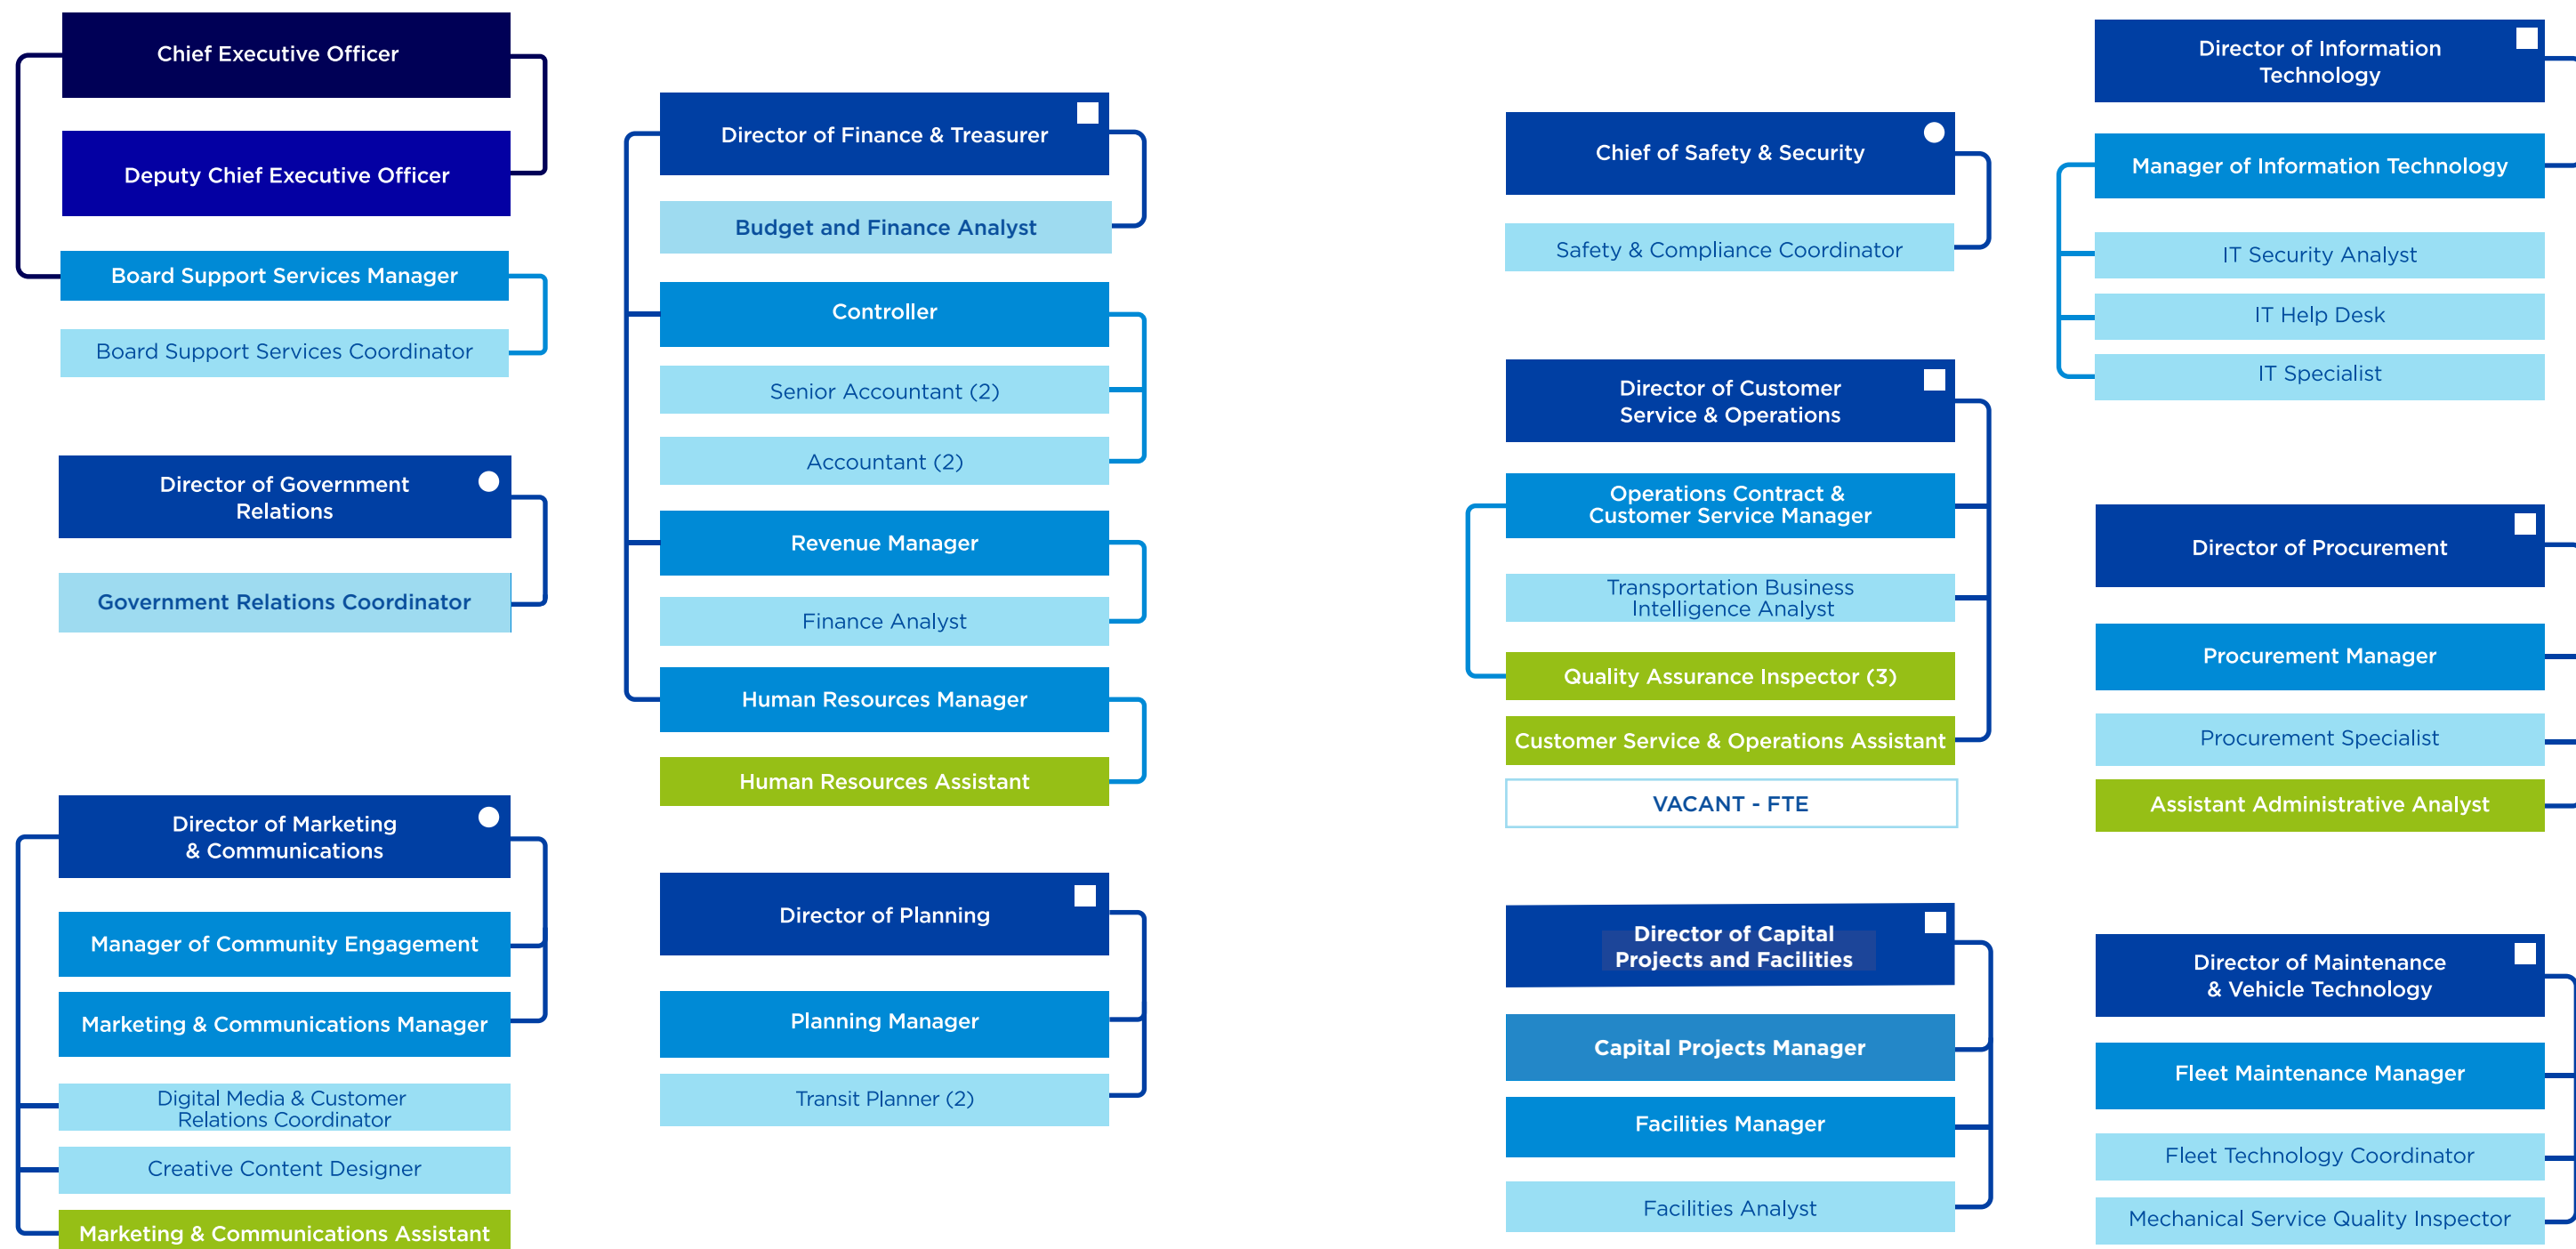 Chief Executive Officer
Deputy Chief Executive Officer
Board Support Services Manager
Board Support Services Coordinator
Director of Government
Relations
Government Relations Coordinator
Director of Marketing
& Communications
Manager of Community Engagement
Marketing & Communications Manager
Digital Media & Customer
Relations Coordinator
Creative Content Designer
Marketing & Communications Assistant
Director of Finance & Treasurer
Budget and Finance Analyst
Controller
Senior Accountant (2)
Accountant (2)
Revenue Manager
Finance Analyst
Human Resources Manager
Human Resources Assistant
Director of Planning
Planning Manager
Transit Planner (2)
Chief of Safety & Security
Safety & Compliance Coordinator
Director of Customer
Service & Operations
Operations Contract &
Customer Service Manager
Transportation Business
Intelligence Analyst
Quality Assurance Inspector (3)
Customer Service & Operations Assistant
VACANT - FTE
Director of Capital
Projects and Facilities
Capital Projects Manager
Facilities Manager
Facilities Analyst
Director of Information
Technology
Manager of Information Technology
IT Security Analyst
IT Help Desk
IT Specialist
Director of Procurement
Procurement Manager
Procurement Specialist
Assistant Administrative Analyst
Director of Maintenance
& Vehicle Technology
Fleet Maintenance Manager
Fleet Technology Coordinator
Mechanical Service Quality Inspector